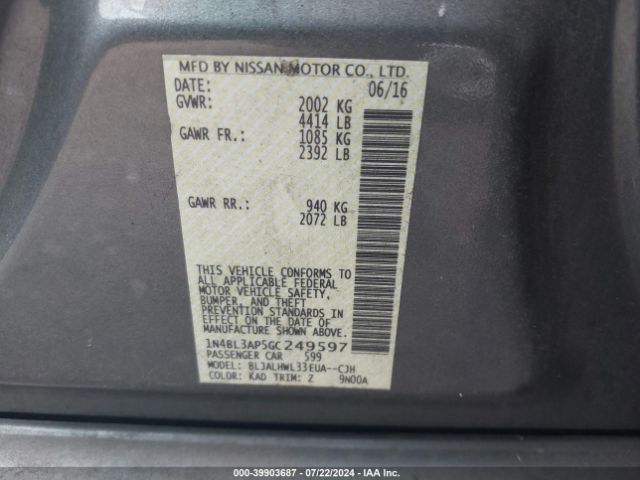 MFD BY NISSAN MOTOR CO., LTD.
DATE: 06/16
GVWR: 2002 KG
4414 LB
GAWR FR.: 1085 KG
2392 LB
GAWR RR.: 940 KG
2072 LB
THIS VEHICLE CONFORMS TO
ALL APPLICABLE FEDERAL
MOTOR VEHICLE SAFETY,
BUMPER, AND THEFT
PREVENTION STANDARDS IN
EFFECT ON THE DATE OF
MANUFACTURE SHOWN ABOVE.
1N4BL3AP5GC249597
PASSENGER CAR 599
MODEL: BLJALHWL33EUA--CJH
COLOR: KAD TRIM: Z 9N00A
000-39903687 - 07/22/2024 - IAA Inc.